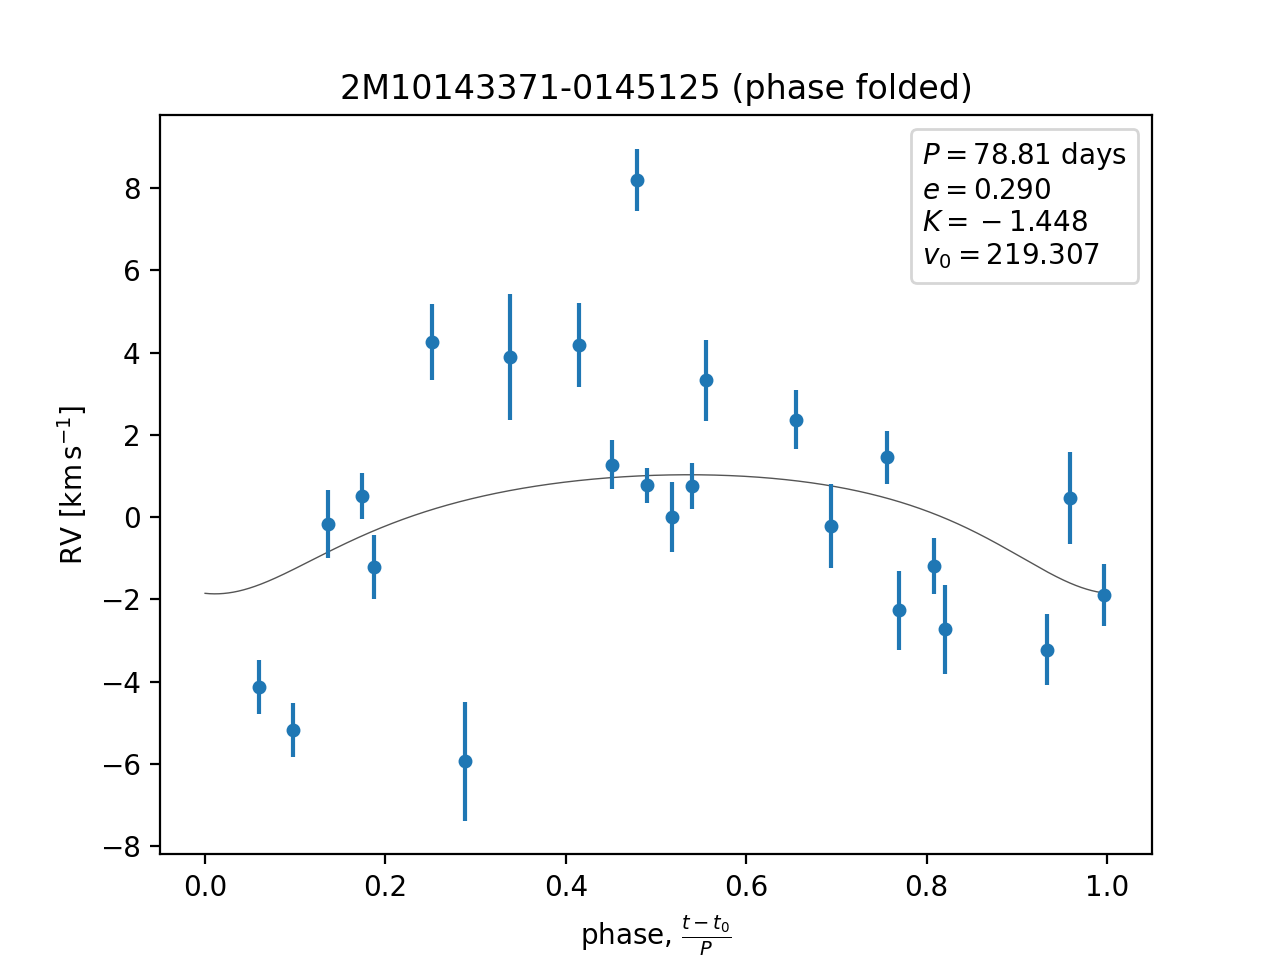 2M10143371-0145125 (phase folded)
P = 78.81 days
e = 0.290
K = −1.448
v₀ = 219.307
RV [km s⁻¹]
8
6
4
2
0
−2
−4
−6
−8
0.0 0.2 0.4 0.6 0.8 1.0
phase, (t − t₀)/P